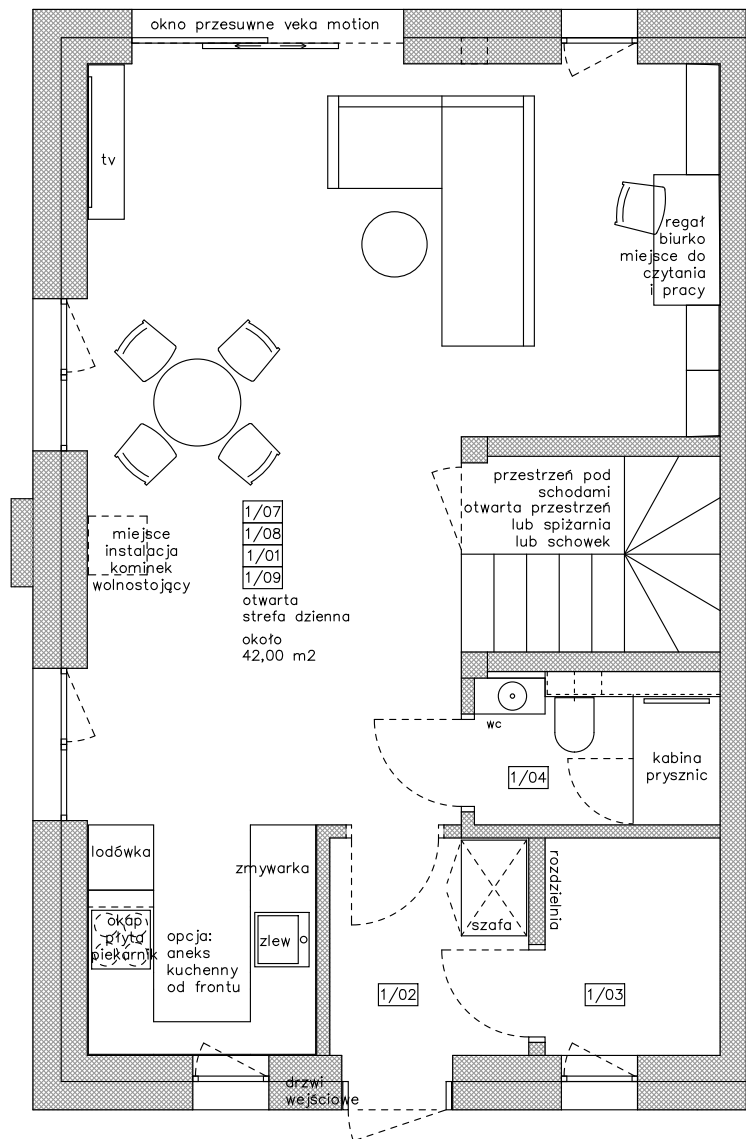 okno przesuwne veka motion
tv
regał
biurko
miejsce do
czytania
i pracy
przestrzeń pod
schodami
otwarta przestrzeń
lub spiżarnia
lub schowek
1/07
1/08
1/01
1/09
otwarta
strefa dzienna
około
42,00 m2
miejsce
instalacja
kominek
wolnostojący
wc
kabina
prysznic
1/04
lodówka
zmywarka
rozdzielnia
okap
płyta
piekarnik
opcja:
aneks
kuchenny
od frontu
zlew
szafa
1/02
1/03
drzwi
wejściowe